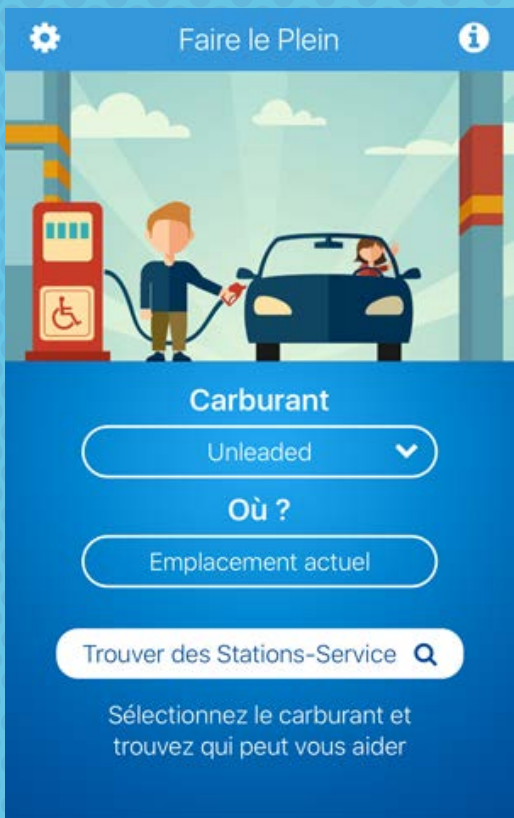 Faire le Plein
Carburant
Unleaded
Où ?
Emplacement actuel
Trouver des Stations-Service
Sélectionnez le carburant et
trouvez qui peut vous aider